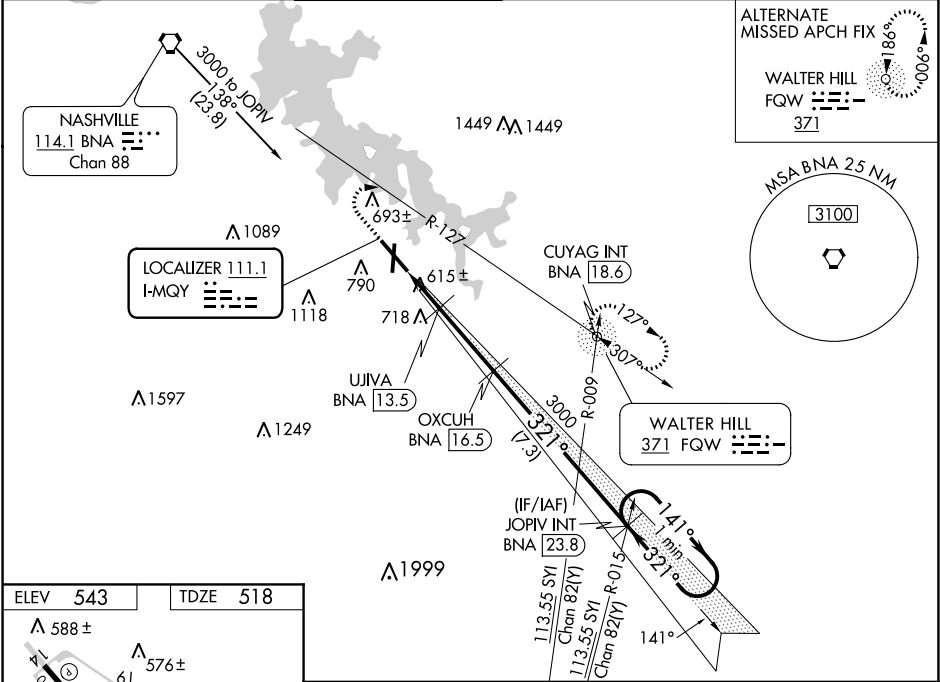 3000 to JOPIV
138°
(23.8)
NASHVILLE
114.1 BNA
Chan 88
1449 1449
ALTERNATE
MISSED APCH FIX
WALTER HILL
FQW
371
186°
006°
MSA BNA 25 NM
3100
693±
R-127
1089
LOCALIZER 111.1
I-MQY
790
615±
1118
718
CUYAG INT
BNA 18.6
127°
307°
UJIVA
BNA 13.5
OXCUH
BNA 16.5
1597
1249
3000
321°
(7.3)
R-009
WALTER HILL
371 FQW
(IF/IAF)
JOPIV INT
BNA 23.8
141°
1 min
321°
1999
113.55 SYI
Chan 82(Y)
113.55 SYI
Chan 82(Y)
R-015
141°
ELEV 543
TDZE 518
588±
576±
14
19
P